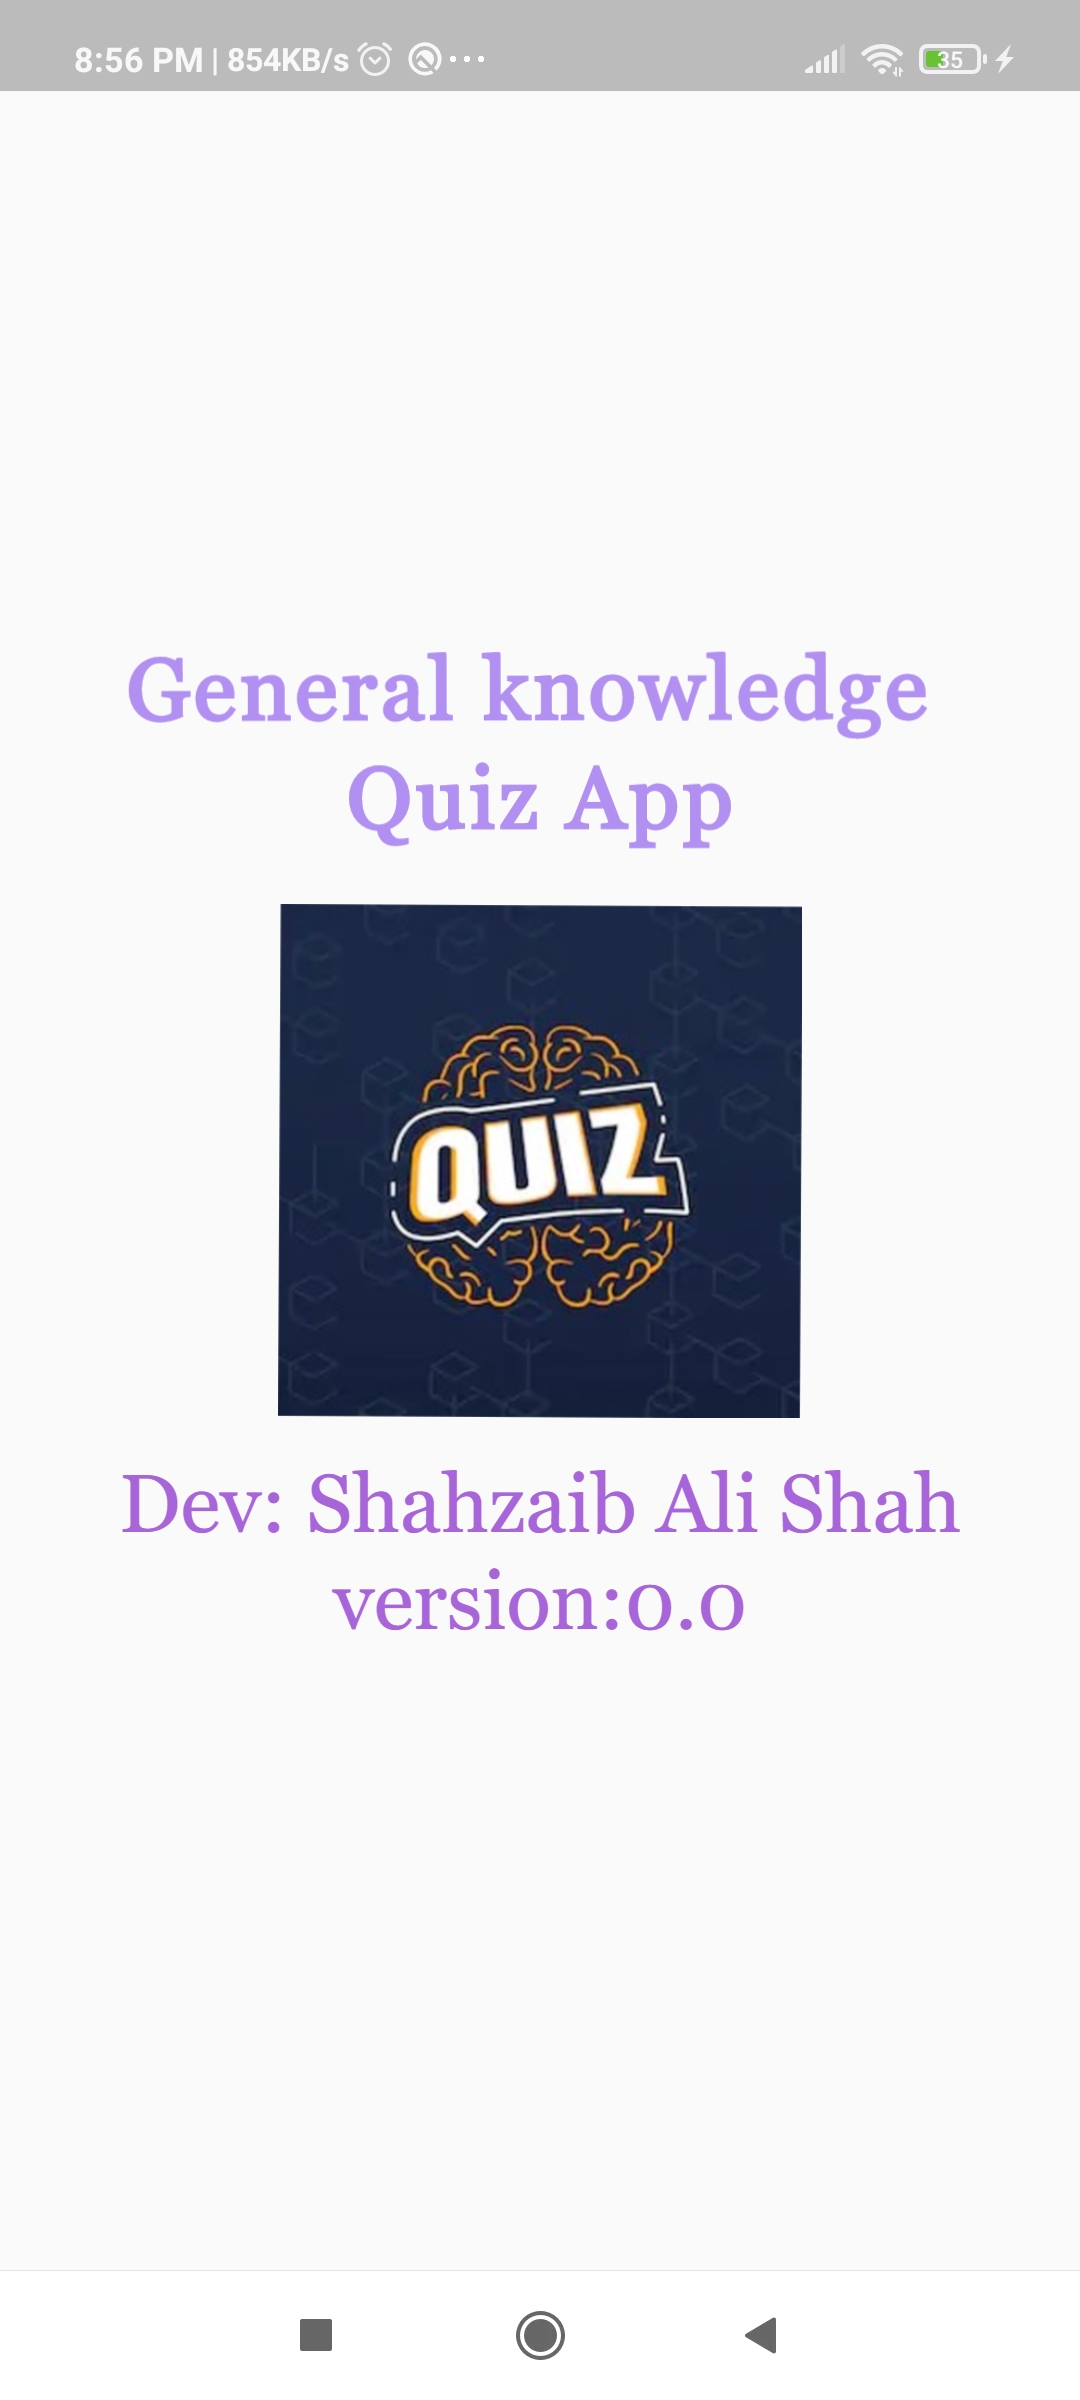 8:56 PM | 854KB/s
35
General knowledge
Quiz App
QUIZ
Dev: Shahzaib Ali Shah
version:0.0